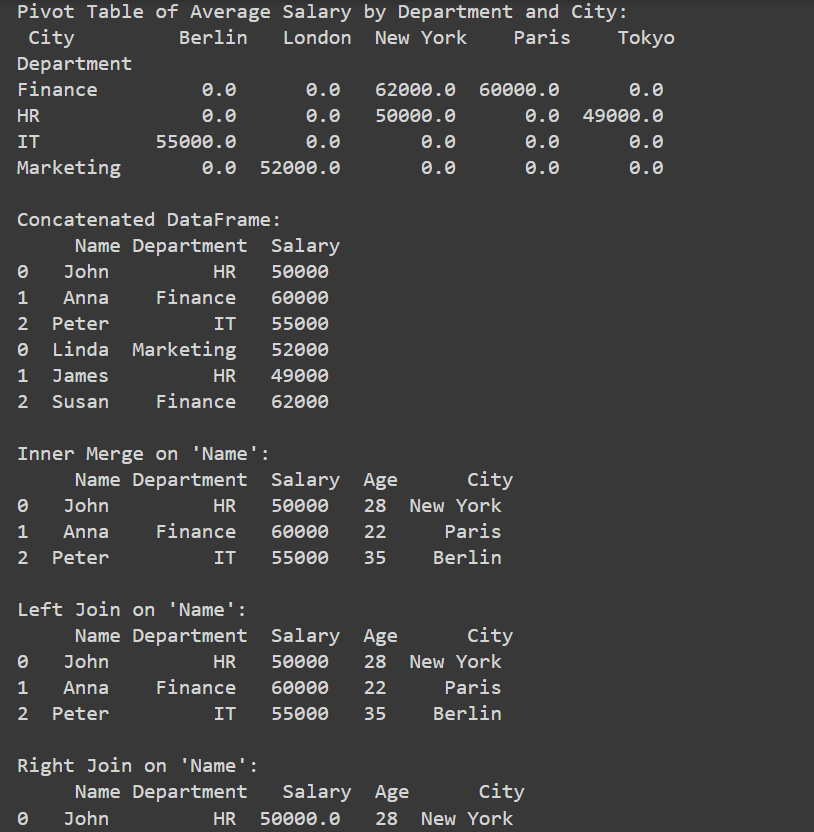 Pivot Table of Average Salary by Department and City:
 City         Berlin   London  New York    Paris    Tokyo
Department
Finance         0.0      0.0   62000.0  60000.0      0.0
HR              0.0      0.0   50000.0      0.0  49000.0
IT          55000.0      0.0       0.0      0.0      0.0
Marketing       0.0  52000.0       0.0      0.0      0.0

Concatenated DataFrame:
     Name Department  Salary
0   John         HR   50000
1   Anna    Finance   60000
2  Peter         IT   55000
0  Linda  Marketing   52000
1  James         HR   49000
2  Susan    Finance   62000

Inner Merge on 'Name':
     Name Department  Salary  Age      City
0   John         HR   50000   28  New York
1   Anna    Finance   60000   22     Paris
2  Peter         IT   55000   35    Berlin

Left Join on 'Name':
     Name Department  Salary  Age      City
0   John         HR   50000   28  New York
1   Anna    Finance   60000   22     Paris
2  Peter         IT   55000   35    Berlin

Right Join on 'Name':
     Name Department   Salary  Age      City
0   John         HR  50000.0   28  New York